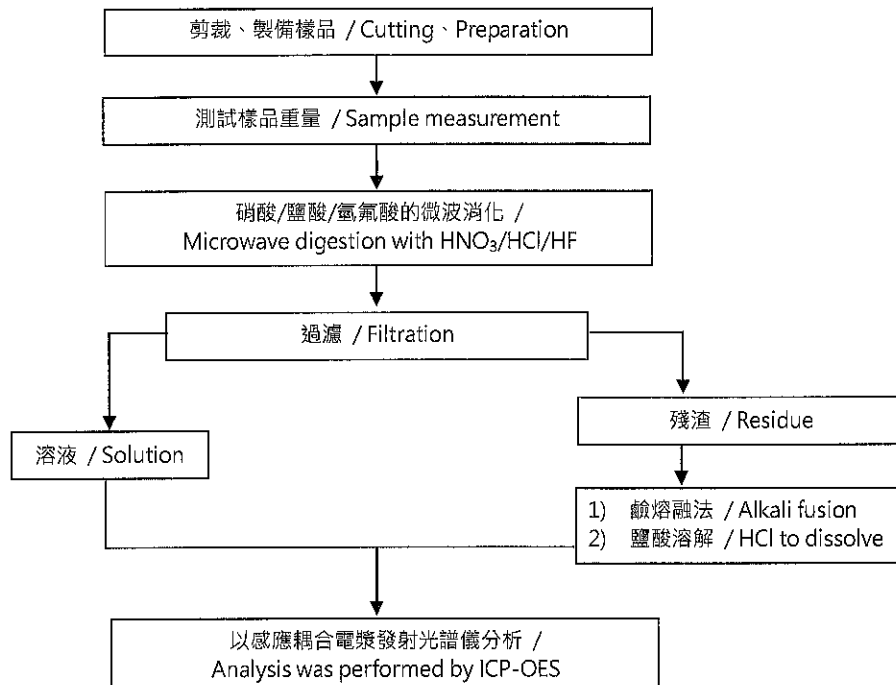 剪裁、製備樣品 / Cutting、Preparation
測試樣品重量 / Sample measurement
硝酸/鹽酸/氫氟酸的微波消化 /
Microwave digestion with HNO₃/HCl/HF
過濾 / Filtration
溶液 / Solution
殘渣 / Residue
1) 鹼熔融法 / Alkali fusion
2) 鹽酸溶解 / HCl to dissolve
以感應耦合電漿發射光譜儀分析 /
Analysis was performed by ICP-OES